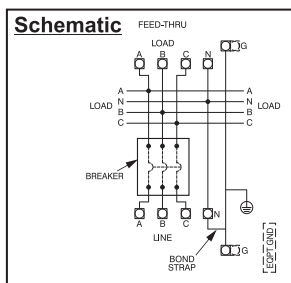 Schematic
FEED-THRU
LOAD
A B C N
G
A A
N N
LOAD LOAD
B B
C C
BREAKER
N
A B C
LINE
BOND
STRAP
G
EQPT GND